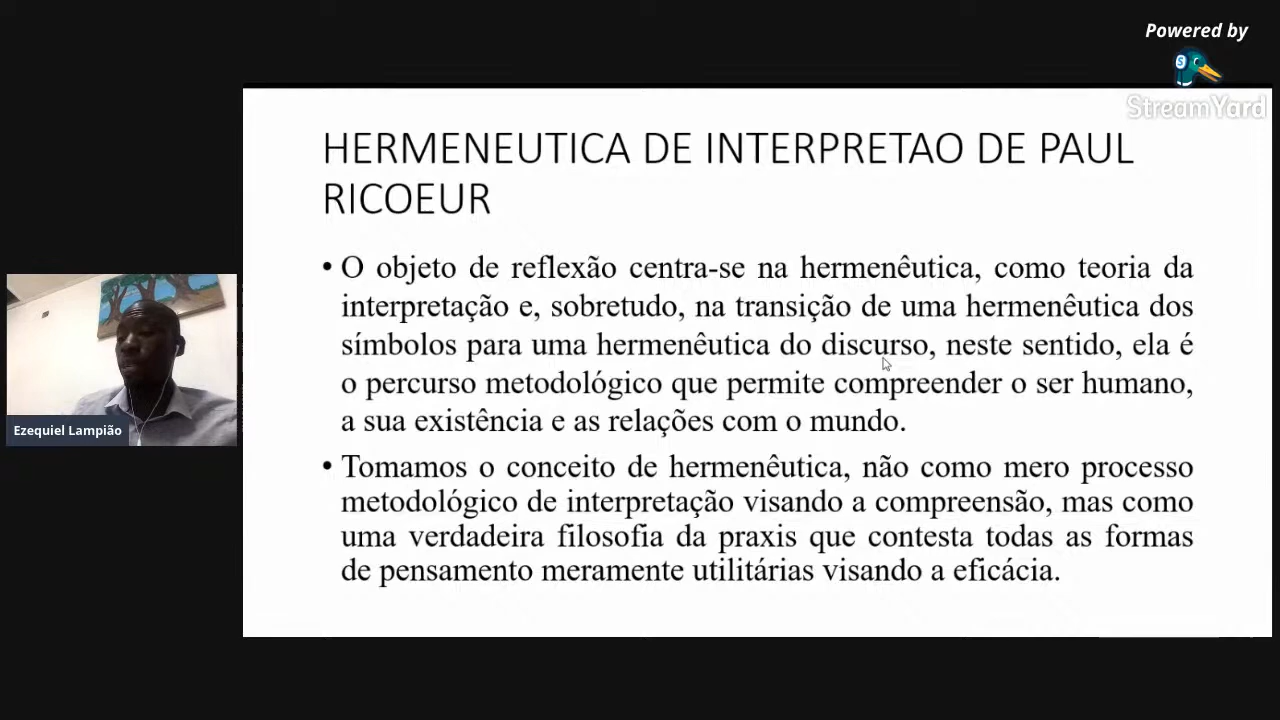 Powered by
StreamYard
HERMENEUTICA DE INTERPRETAO DE PAUL
RICOEUR
• O objeto de reflexão centra-se na hermenêutica, como teoria da
interpretação e, sobretudo, na transição de uma hermenêutica dos
símbolos para uma hermenêutica do discurso, neste sentido, ela é
o percurso metodológico que permite compreender o ser humano,
a sua existência e as relações com o mundo.
• Tomamos o conceito de hermenêutica, não como mero processo
metodológico de interpretação visando a compreensão, mas como
uma verdadeira filosofia da praxis que contesta todas as formas
de pensamento meramente utilitárias visando a eficácia.
Ezequiel Lampião